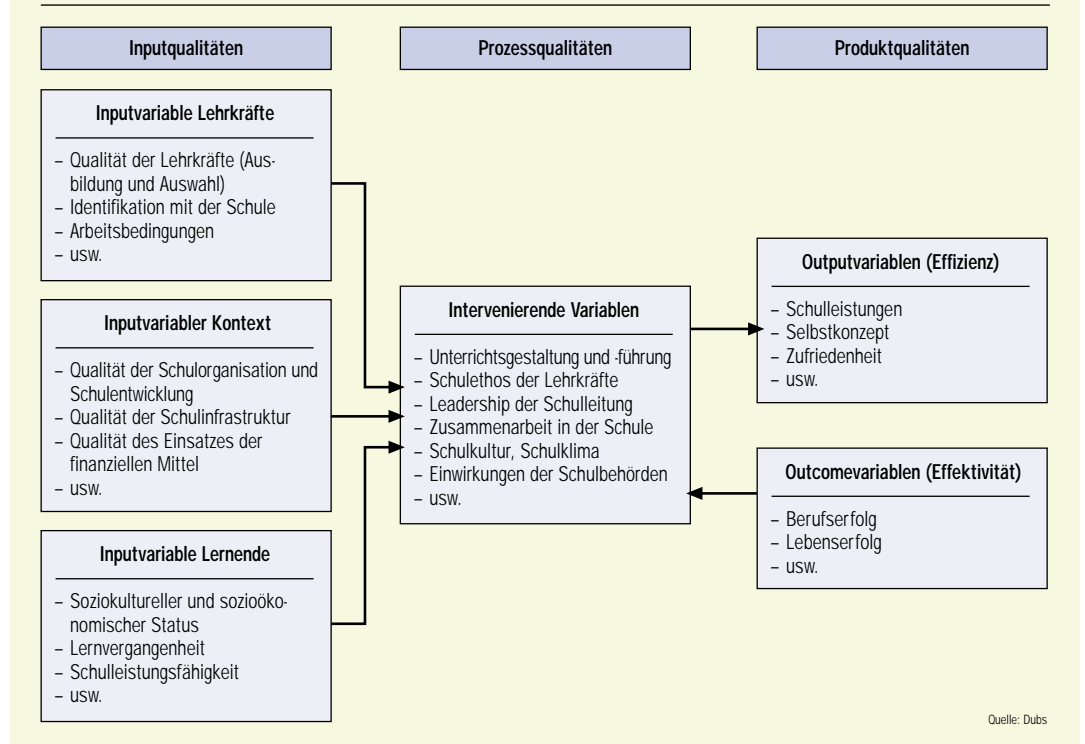 Inputqualitäten
Inputvariable Lehrkräfte
– Qualität der Lehrkräfte (Aus-
bildung und Auswahl)
– Identifikation mit der Schule
– Arbeitsbedingungen
– usw.
Inputvariabler Kontext
– Qualität der Schulorganisation und
Schulentwicklung
– Qualität der Schulinfrastruktur
– Qualität des Einsatzes der
finanziellen Mittel
– usw.
Inputvariable Lernende
– Soziokultureller und sozioöko-
nomischer Status
– Lernvergangenheit
– Schulleistungsfähigkeit
– usw.
Prozessqualitäten
Intervenierende Variablen
– Unterrichtsgestaltung und -führung
– Schulethos der Lehrkräfte
– Leadership der Schulleitung
– Zusammenarbeit in der Schule
– Schulkultur, Schulklima
– Einwirkungen der Schulbehörden
– usw.
Produktqualitäten
Outputvariablen (Effizienz)
– Schulleistungen
– Selbstkonzept
– Zufriedenheit
– usw.
Outcomevariablen (Effektivität)
– Berufserfolg
– Lebenserfolg
– usw.
Quelle: Dubs